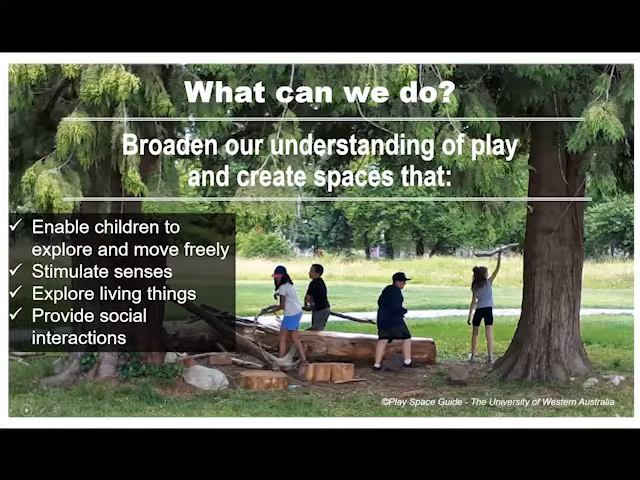 What can we do?
Broaden our understanding of play
and create spaces that:
✓ Enable children to
explore and move freely
✓ Stimulate senses
✓ Explore living things
✓ Provide social
interactions
©Play Space Guide - The University of Western Australia